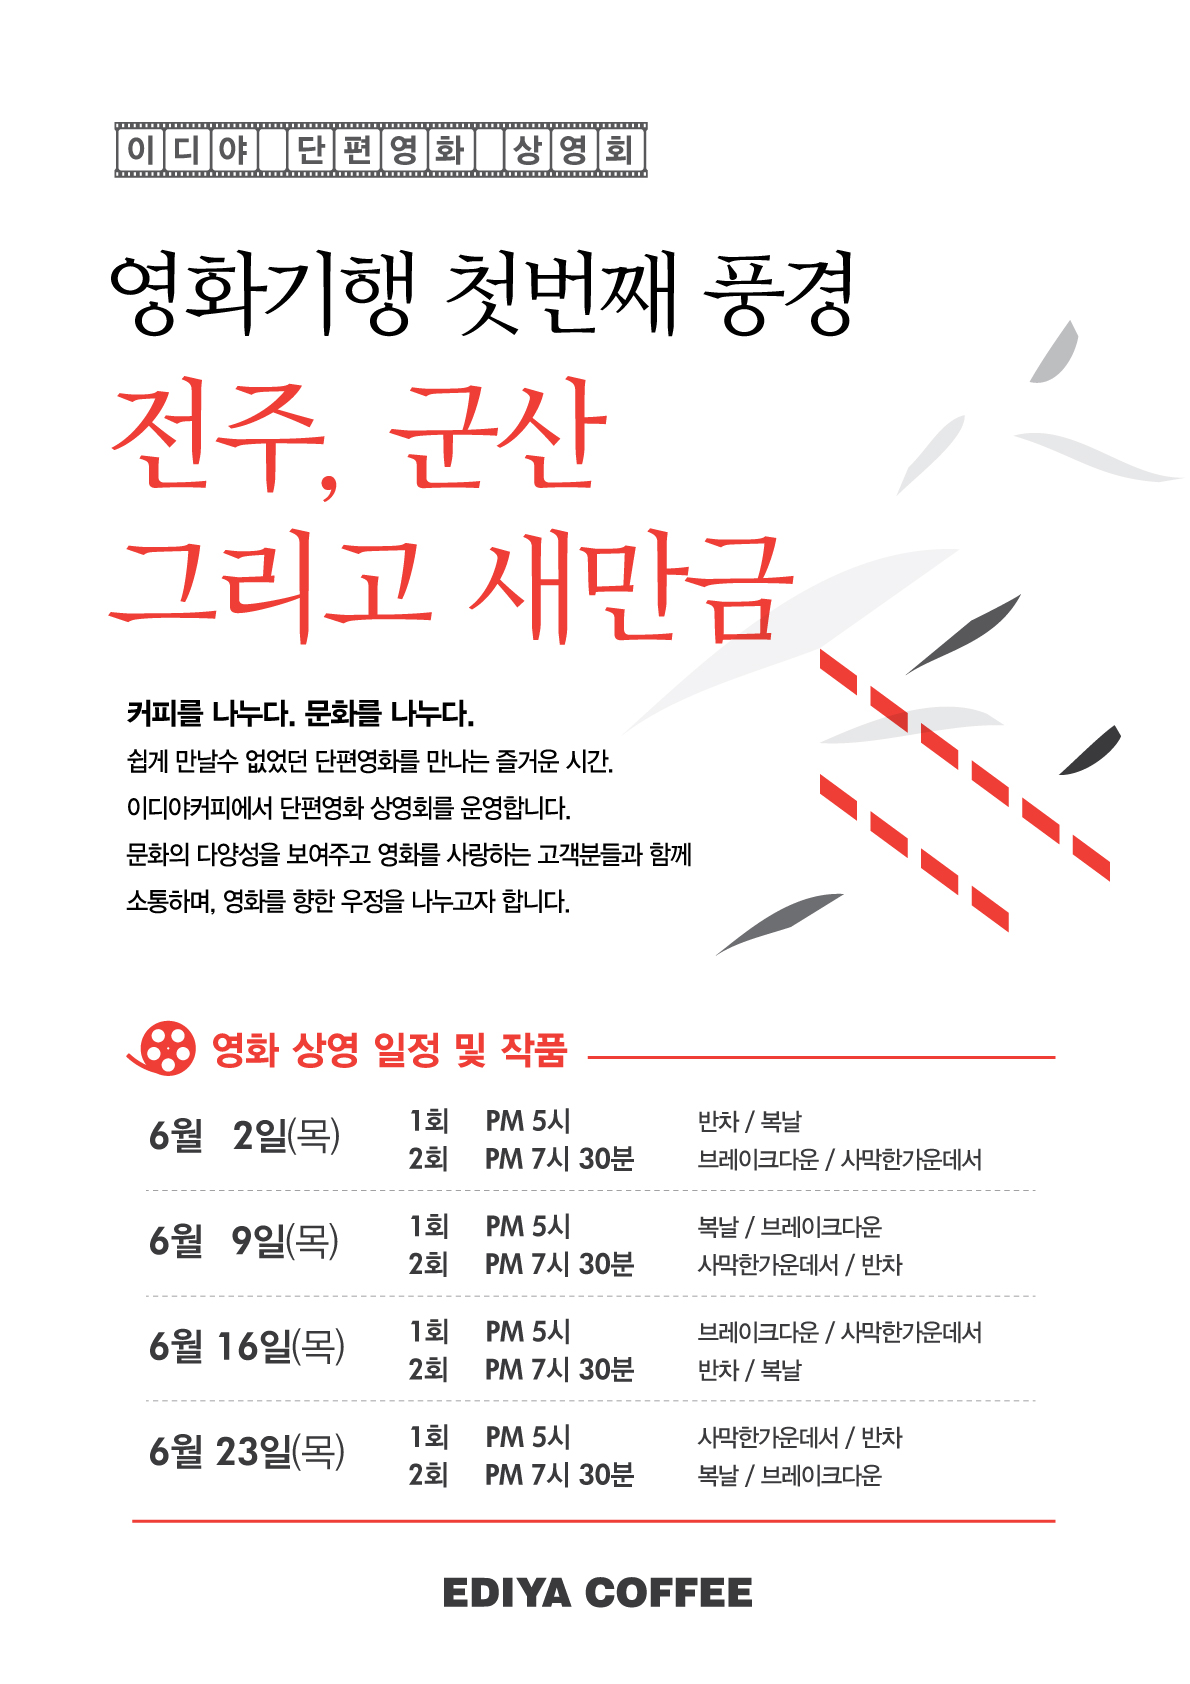 이디야 단편영화 상영회
영화기행 첫번째 풍경
전주, 군산
그리고 새만금
커피를 나누다. 문화를 나누다.
쉽게 만날수 없었던 단편영화를 만나는 즐거운 시간.
이디야커피에서 단편영화 상영회를 운영합니다.
문화의 다양성을 보여주고 영화를 사랑하는 고객분들과 함께
소통하며, 영화를 향한 우정을 나누고자 합니다.
영화 상영 일정 및 작품
6월 2일(목)
1회 PM 5시 반차 / 복날
2회 PM 7시 30분 브레이크다운 / 사막한가운데서
6월 9일(목)
1회 PM 5시 복날 / 브레이크다운
2회 PM 7시 30분 사막한가운데서 / 반차
6월 16일(목)
1회 PM 5시 브레이크다운 / 사막한가운데서
2회 PM 7시 30분 반차 / 복날
6월 23일(목)
1회 PM 5시 사막한가운데서 / 반차
2회 PM 7시 30분 복날 / 브레이크다운
EDIYA COFFEE